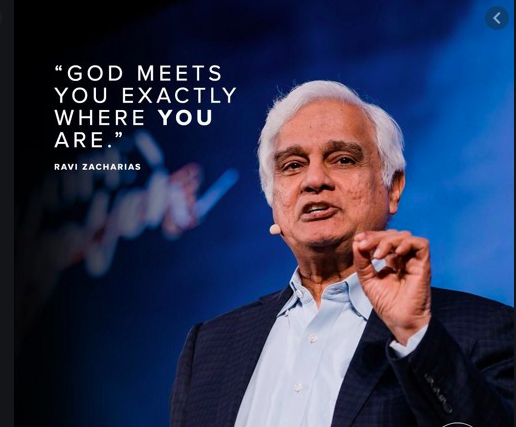 “GOD MEETS
YOU EXACTLY
WHERE YOU
ARE.”
RAVI ZACHARIAS